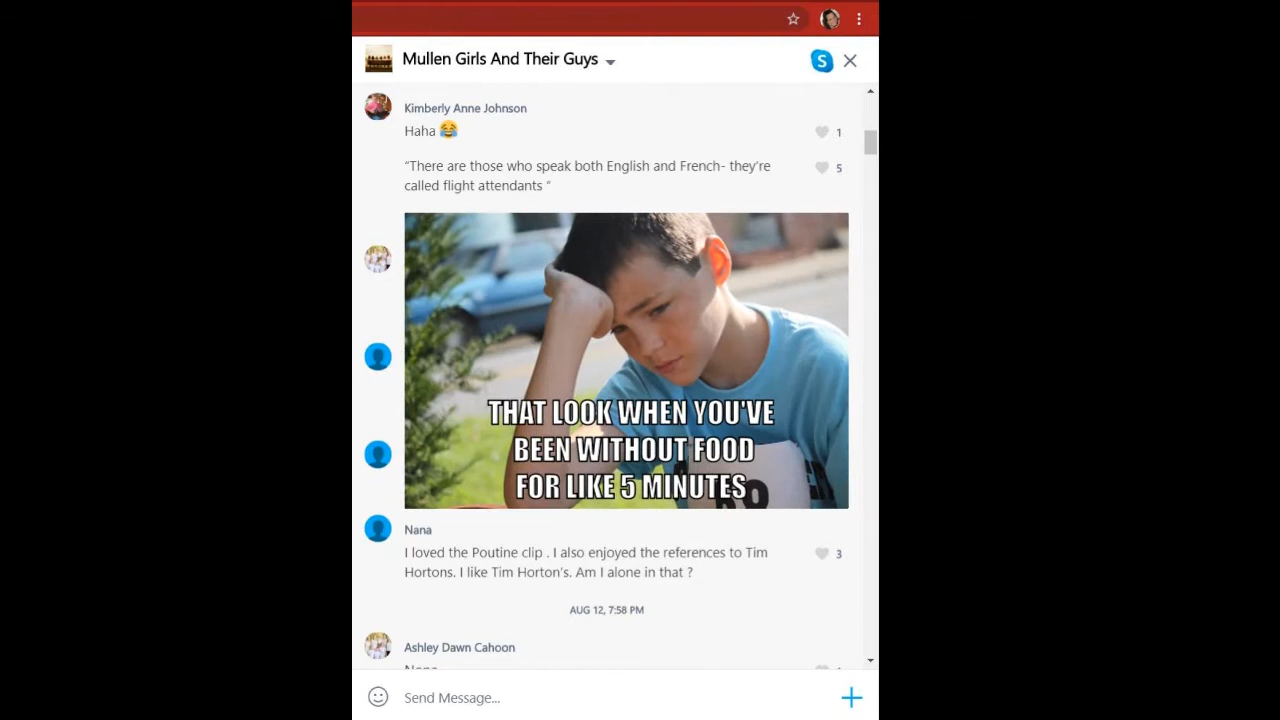 Mullen Girls And Their Guys
Kimberly Anne Johnson
Haha 😂
1
“There are those who speak both English and French- they're
called flight attendants “
5
THAT LOOK WHEN YOU'VE
BEEN WITHOUT FOOD
FOR LIKE 5 MINUTES
Nana
I loved the Poutine clip . I also enjoyed the references to Tim
Hortons. I like Tim Horton's. Am I alone in that ?
3
AUG 12, 7:58 PM
Ashley Dawn Cahoon
Send Message...